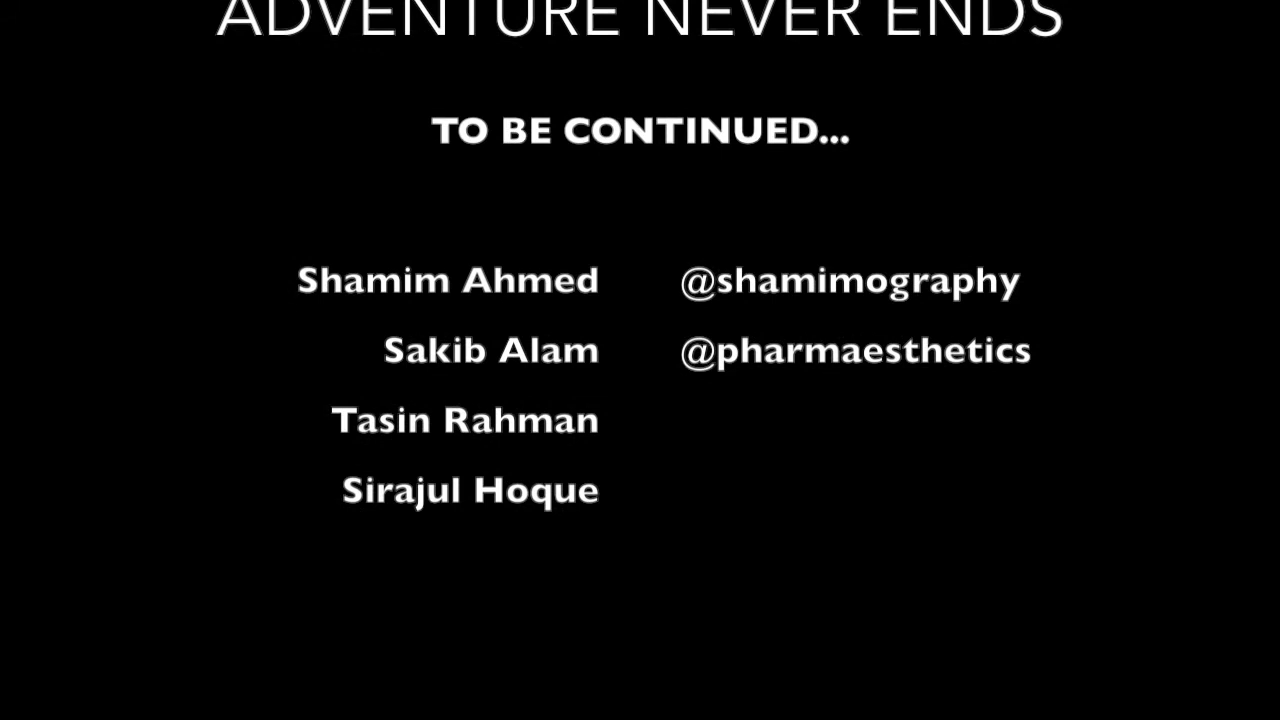 ADVENTURE NEVER ENDS
TO BE CONTINUED...
Shamim Ahmed @shamimography
Sakib Alam @pharmaesthetics
Tasin Rahman
Sirajul Hoque